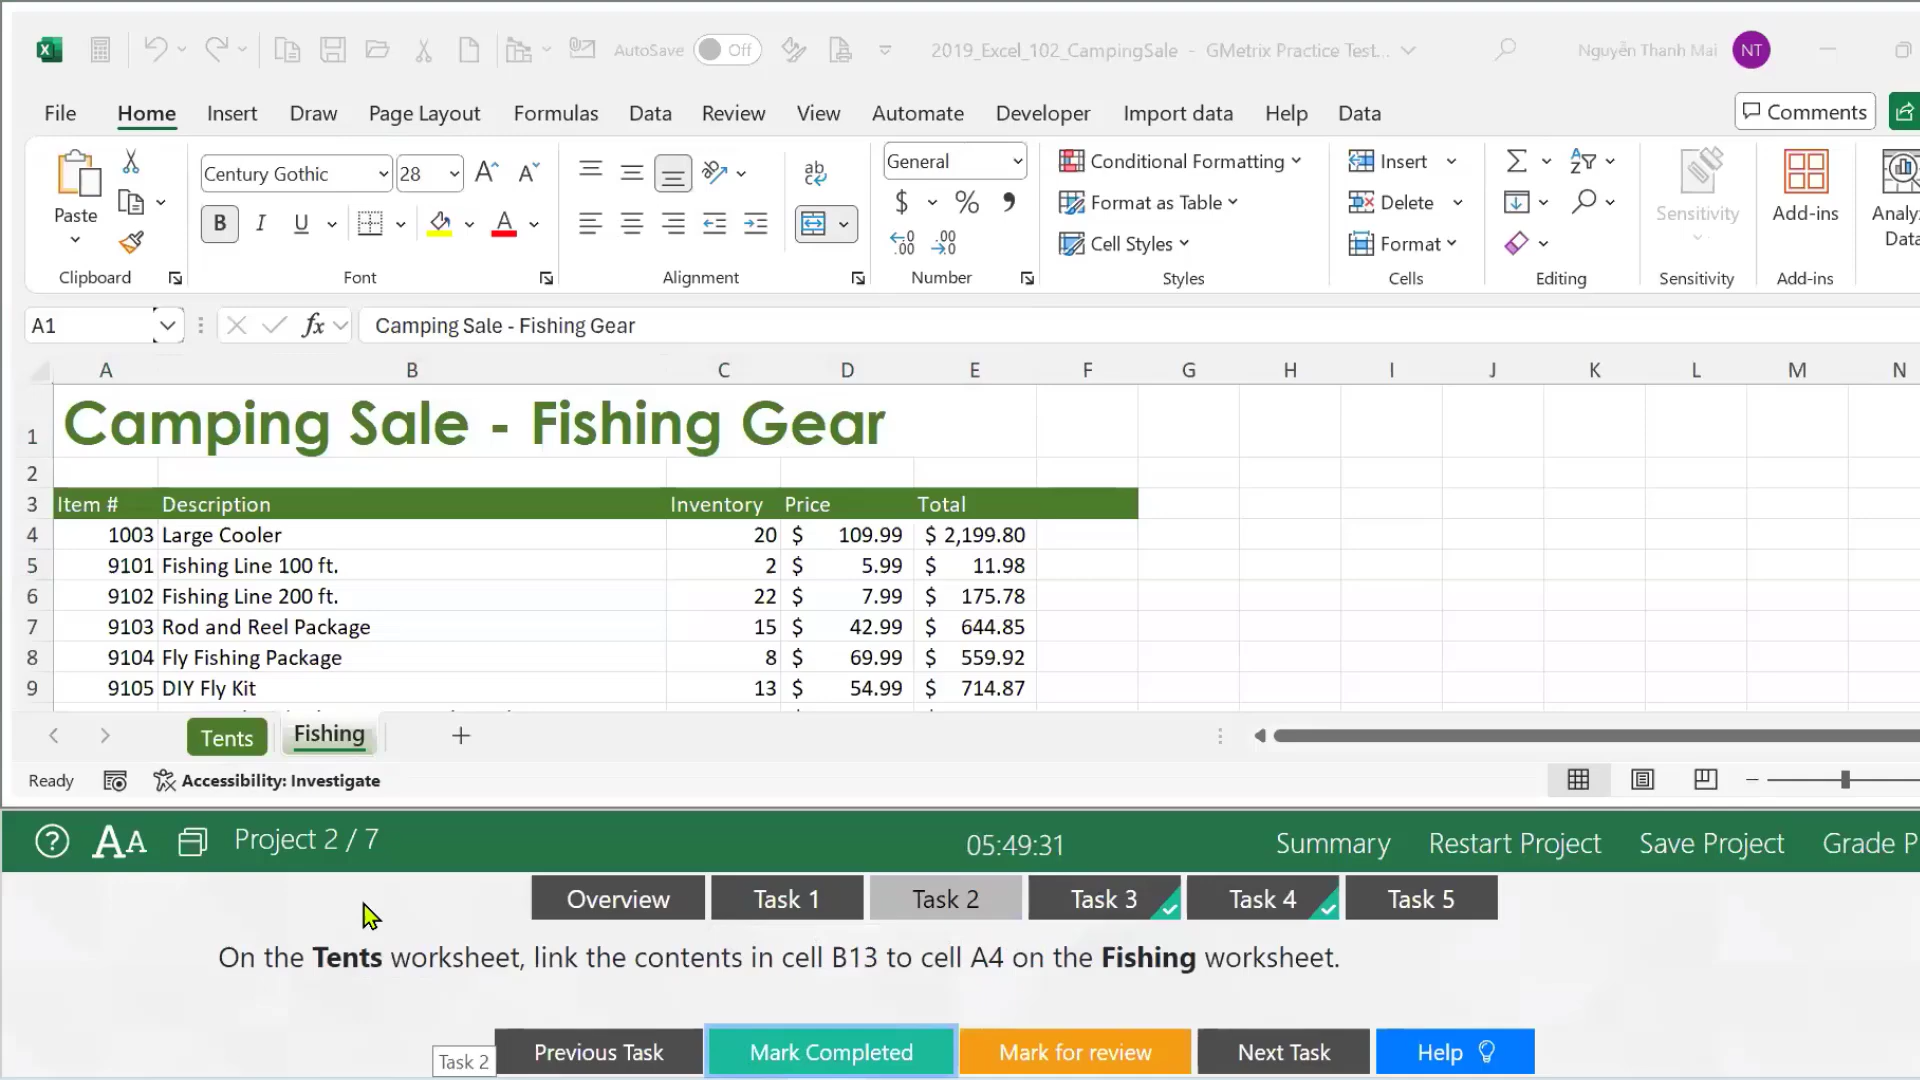 AutoSave Off 2019_Excel_102_CampingSale - GMetrix Practice Test... Nguyễn Thanh Mai NT
File Home Insert Draw Page Layout Formulas Data Review View Automate Developer Import data Help Data Comments
Century Gothic 28 General Conditional Formatting Insert
Paste Format as Table Delete Sensitivity Add-ins Analyz
B I U A $ % Cell Styles Format Data
Clipboard Font Alignment Number Styles Cells Editing Sensitivity Add-ins
A1 fx Camping Sale - Fishing Gear
A B C D E F G H I J K L M N
1 Camping Sale - Fishing Gear
2
3 Item # Description Inventory Price Total
4 1003 Large Cooler 20 $ 109.99 $ 2,199.80
5 9101 Fishing Line 100 ft. 2 $ 5.99 $ 11.98
6 9102 Fishing Line 200 ft. 22 $ 7.99 $ 175.78
7 9103 Rod and Reel Package 15 $ 42.99 $ 644.85
8 9104 Fly Fishing Package 8 $ 69.99 $ 559.92
9 9105 DIY Fly Kit 13 $ 54.99 $ 714.87
Tents Fishing
Ready Accessibility: Investigate
Project 2 / 7 05:49:31 Summary Restart Project Save Project Grade P
Overview Task 1 Task 2 Task 3 Task 4 Task 5
On the Tents worksheet, link the contents in cell B13 to cell A4 on the Fishing worksheet.
Task 2 Previous Task Mark Completed Mark for review Next Task Help